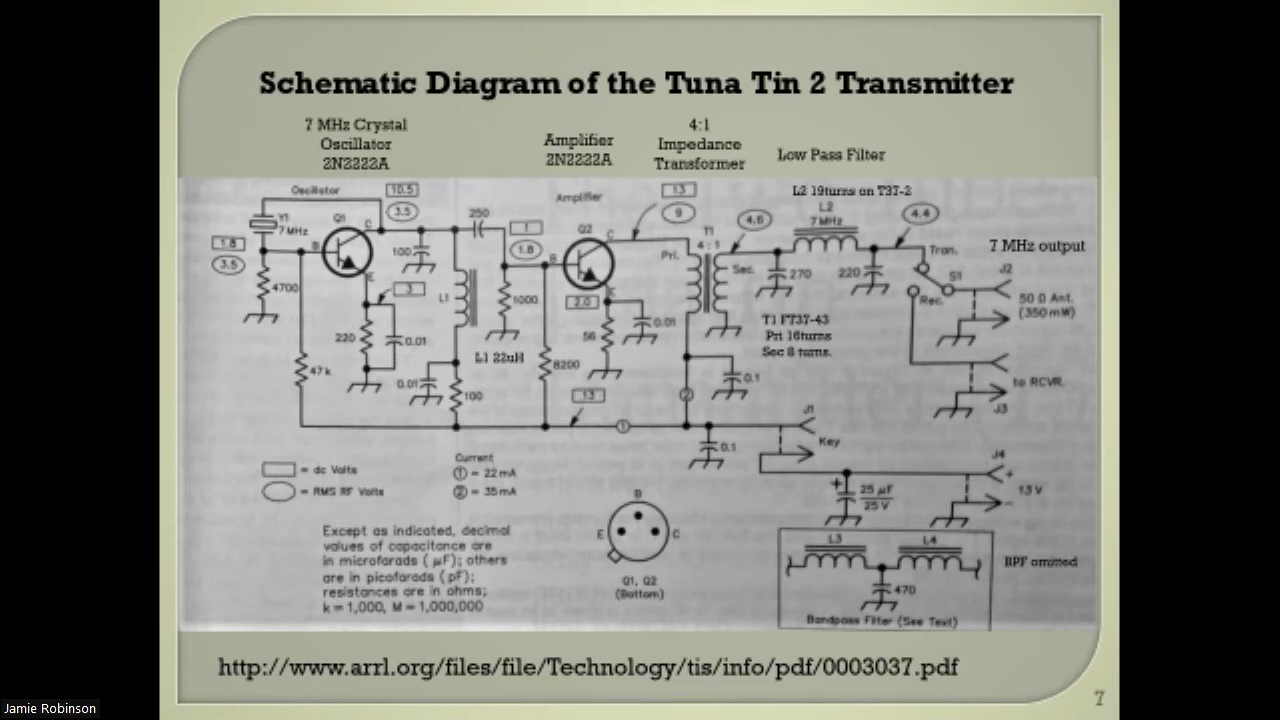 Schematic Diagram of the Tuna Tin 2 Transmitter
7 MHz Crystal
Oscillator
2N2222A
Amplifier
2N2222A
4:1
Impedance
Transformer
Low Pass Filter
Oscillator
10.5
3.5
Amplifier
13
9
L2 19turns on T37-2
L2
7 MHz
Y1
7 MHz
Q1
C
B
E
1.8
3.5
4700
47 k
220
3
0.01
100
L1
0.01
100
250
1
1.8
1000
L1 22uH
8200
Q2
C
B
E
2.0
56
0.01
13
T1
4 : 1
Pri.
Sec.
4.6
T1 FT37-43
Pri 16turns
Sec 8 turns.
270
220
4.4
Tran.
S1
Rec.
7 MHz output
J2
50 Ω Ant.
(350 mW)
to RCVR.
J3
0.1
2
1
0.1
J1
Key
J4
+
13 V
-
+
25 µF
25 V
= dc Volts
= RMS RF Volts
Current
1 = 22 mA
2 = 35 mA
Except as indicated, decimal
values of capacitance are
in microfarads ( µF); others
are in picofarads ( pF);
resistances are in ohms;
k = 1,000, M = 1,000,000
B
E
C
Q1, Q2
(Bottom)
L3
L4
470
Bandpass Filter (See Text)
BPF omitted
http://www.arrl.org/files/file/Technology/tis/info/pdf/0003037.pdf
7
Jamie Robinson